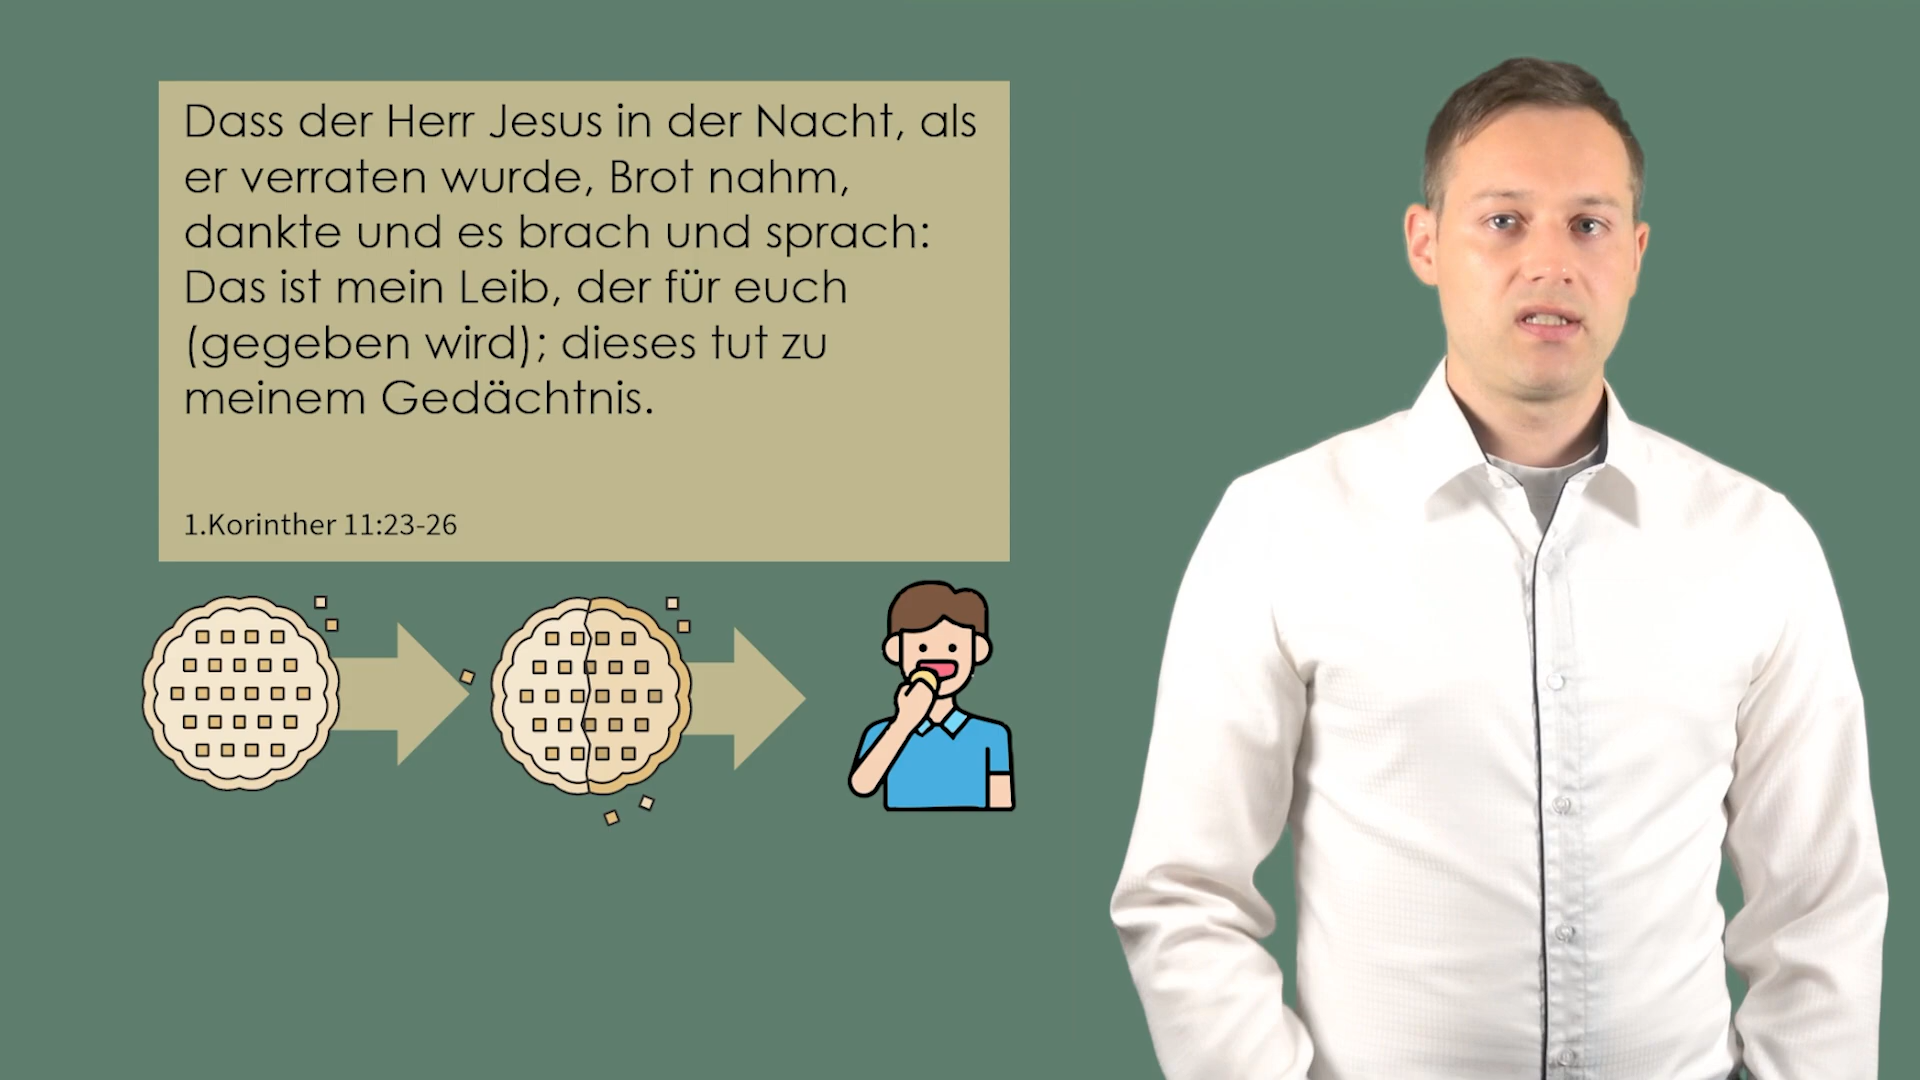 Dass der Herr Jesus in der Nacht, als
er verraten wurde, Brot nahm,
dankte und es brach und sprach:
Das ist mein Leib, der für euch
(gegeben wird); dieses tut zu
meinem Gedächtnis.
1.Korinther 11:23-26